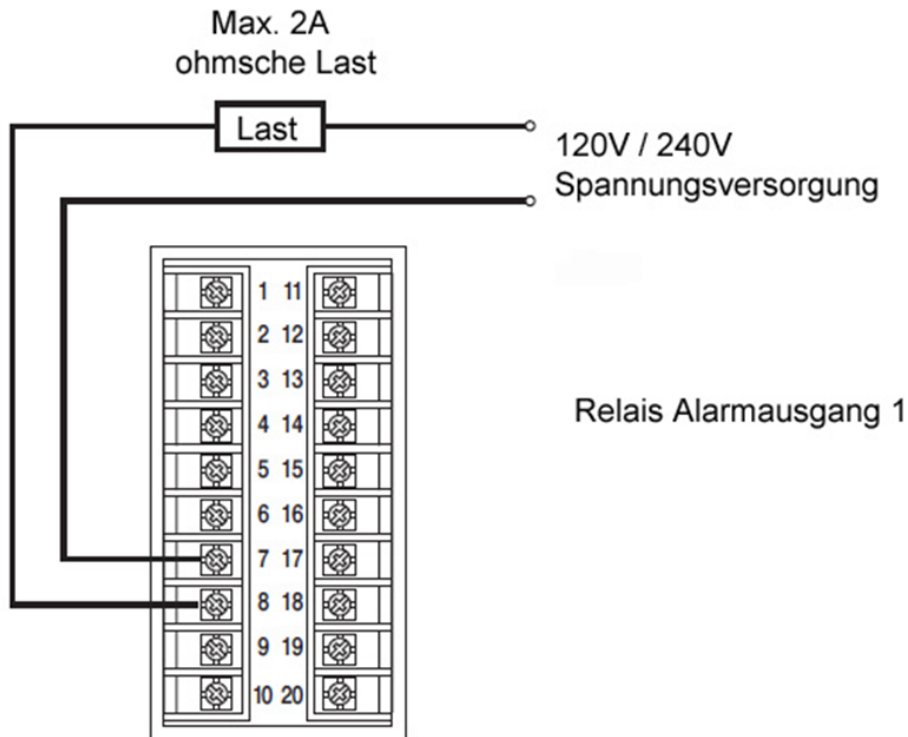 Max. 2A
ohmsche Last
Last
120V / 240V
Spannungsversorgung
1 11
2 12
3 13
4 14
5 15
6 16
7 17
8 18
9 19
10 20
Relais Alarmausgang 1